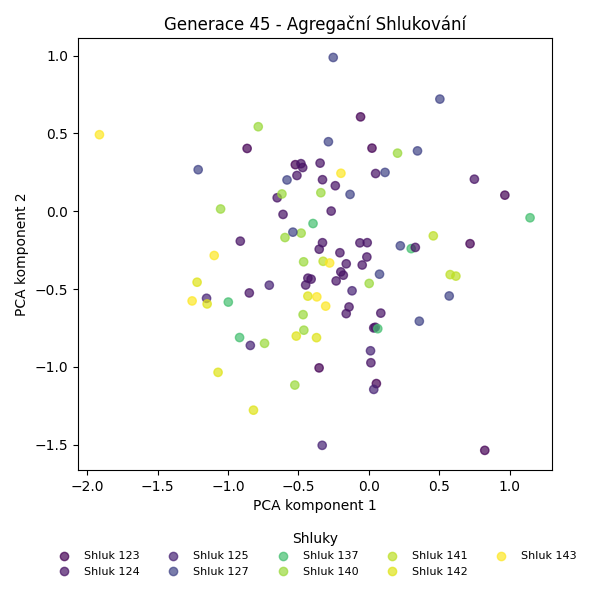 Generace 45 - Agregační Shlukování
1.0
0.5
0.0
−0.5
−1.0
−1.5
PCA komponent 2
−2.0 −1.5 −1.0 −0.5 0.0 0.5 1.0
PCA komponent 1
Shluky
Shluk 123 Shluk 125 Shluk 137 Shluk 141 Shluk 143
Shluk 124 Shluk 127 Shluk 140 Shluk 142